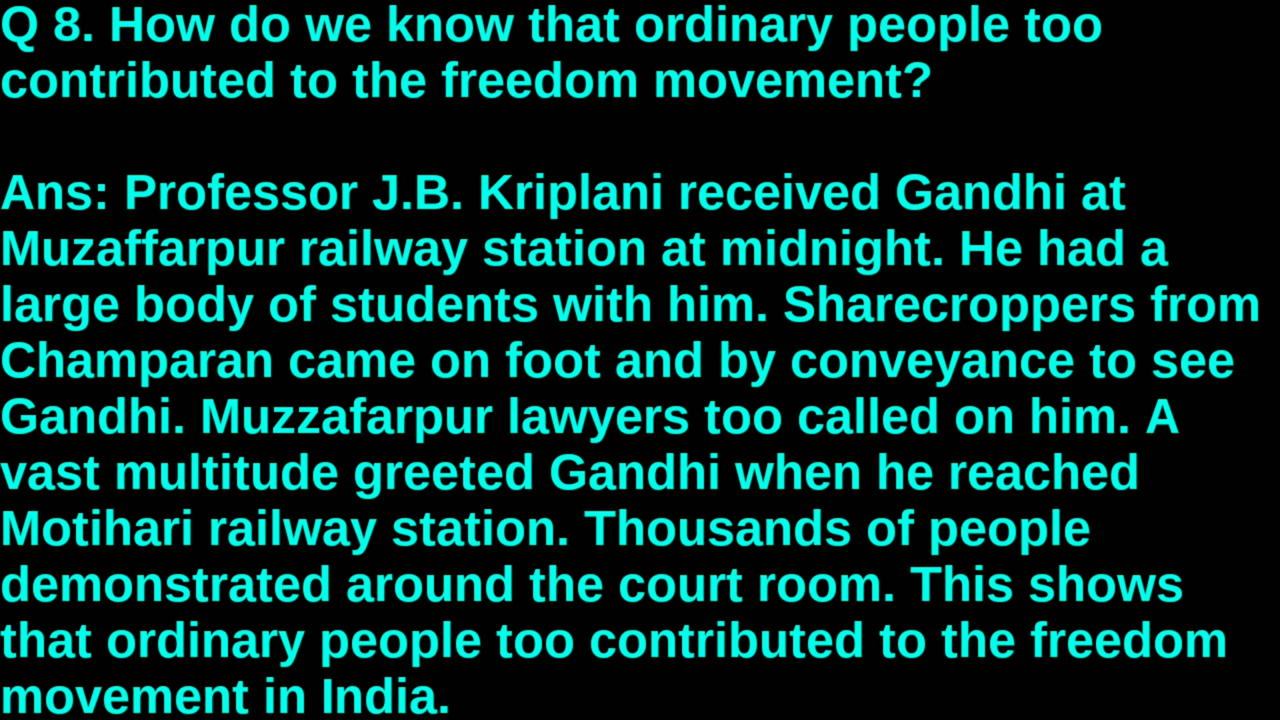 Q 8. How do we know that ordinary people too
contributed to the freedom movement?
Ans: Professor J.B. Kriplani received Gandhi at
Muzaffarpur railway station at midnight. He had a
large body of students with him. Sharecroppers from
Champaran came on foot and by conveyance to see
Gandhi. Muzzafarpur lawyers too called on him. A
vast multitude greeted Gandhi when he reached
Motihari railway station. Thousands of people
demonstrated around the court room. This shows
that ordinary people too contributed to the freedom
movement in India.